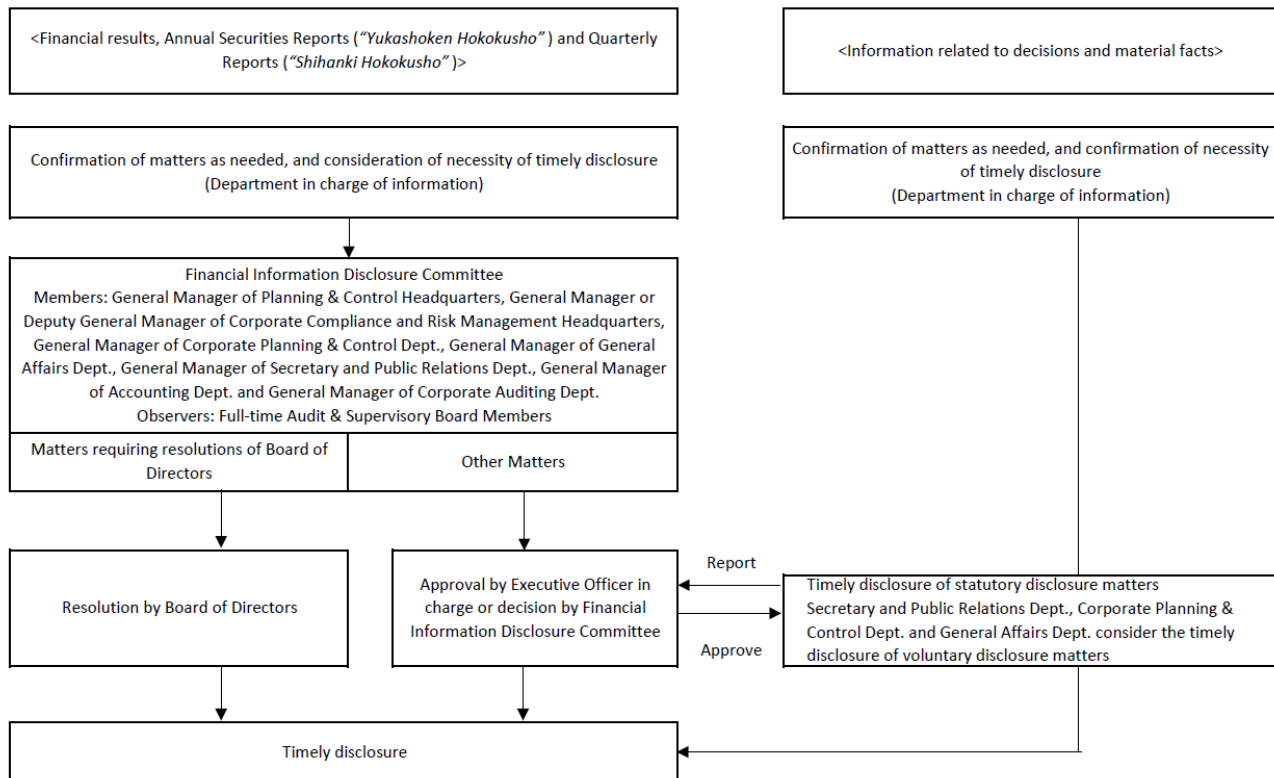 <Financial results, Annual Securities Reports (“Yukashoken Hokokusho” ) and Quarterly
Reports (“Shihanki Hokokusho” )>
<Information related to decisions and material facts>
Confirmation of matters as needed, and consideration of necessity of timely disclosure
(Department in charge of information)
Confirmation of matters as needed, and confirmation of necessity
of timely disclosure
(Department in charge of information)
Financial Information Disclosure Committee
Members: General Manager of Planning & Control Headquarters, General Manager or
Deputy General Manager of Corporate Compliance and Risk Management Headquarters,
General Manager of Corporate Planning & Control Dept., General Manager of General
Affairs Dept., General Manager of Secretary and Public Relations Dept., General Manager
of Accounting Dept. and General Manager of Corporate Auditing Dept.
Observers: Full-time Audit & Supervisory Board Members
Matters requiring resolutions of Board of
Directors
Other Matters
Resolution by Board of Directors
Approval by Executive Officer in
charge or decision by Financial
Information Disclosure Committee
Report
Approve
Timely disclosure of statutory disclosure matters
Secretary and Public Relations Dept., Corporate Planning &
Control Dept. and General Affairs Dept. consider the timely
disclosure of voluntary disclosure matters
Timely disclosure